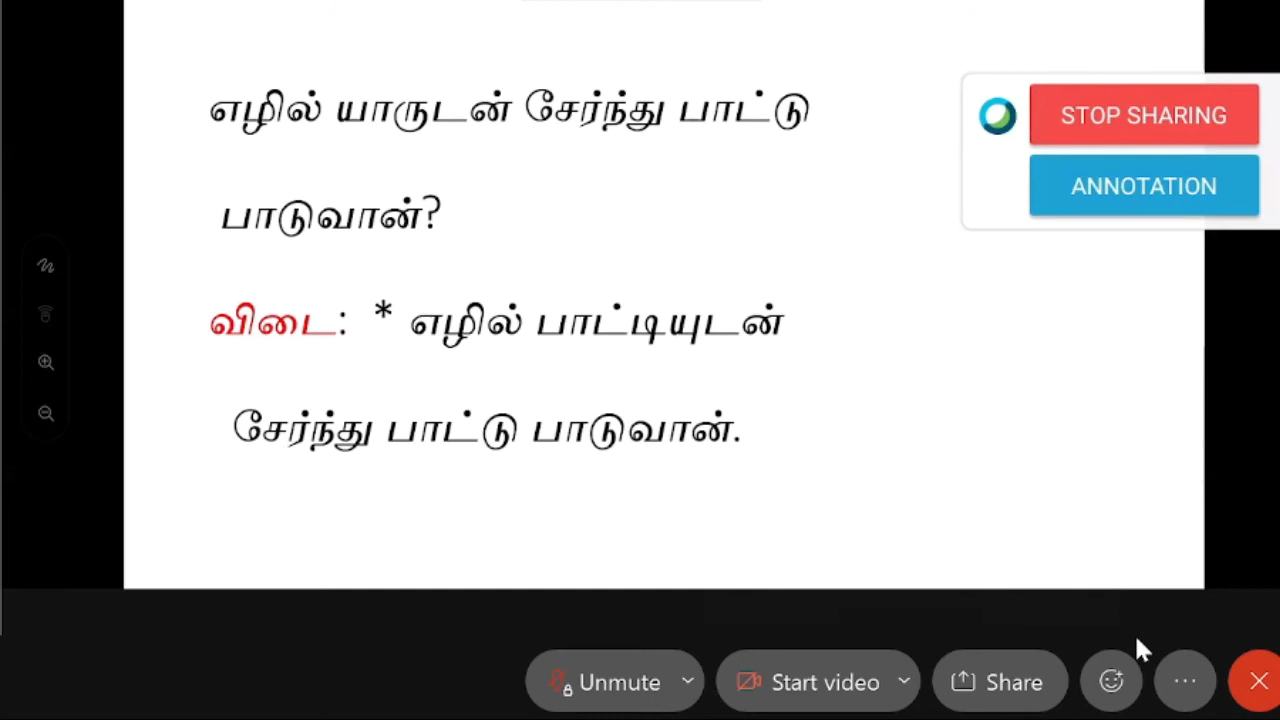 எழில் யாருடன் சேர்ந்து பாட்டு
பாடுவான்?
விடை: * எழில் பாட்டியுடன்
சேர்ந்து பாட்டு பாடுவான்.
STOP SHARING
ANNOTATION
Unmute
Start video
Share